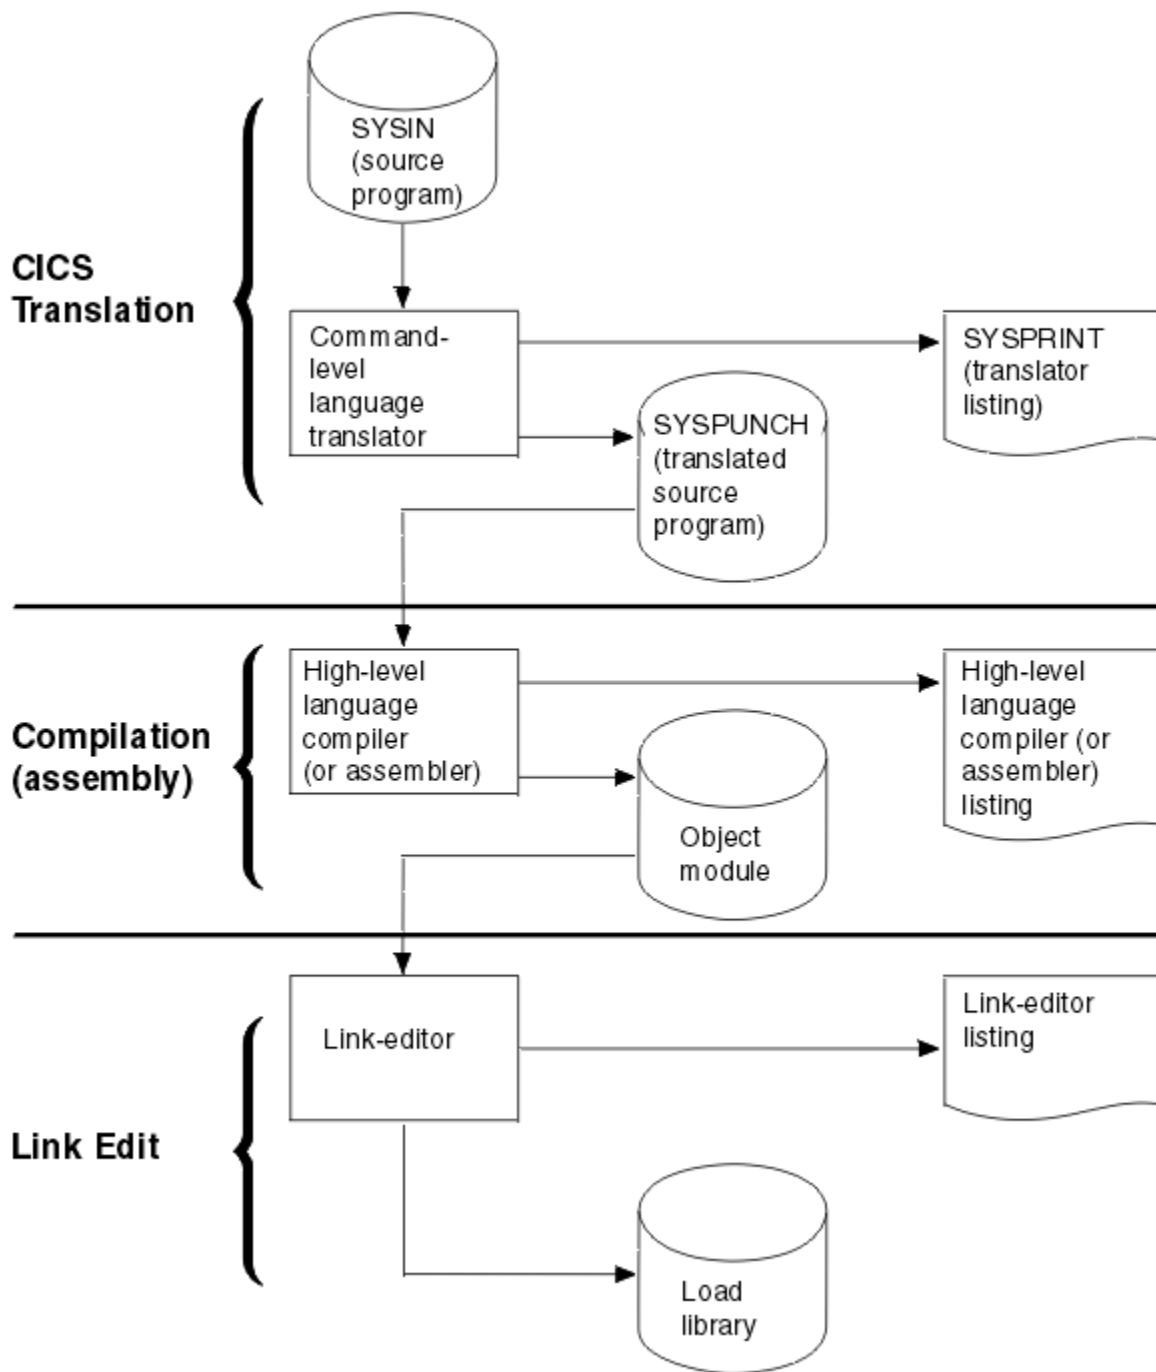 SYSIN
(source
program)
CICS
Translation
Command-
level
language
translator
SYSPRINT
(translator
listing)
SYSPUNCH
(translated
source
program)
Compilation
(assembly)
High-level
language
compiler
(or assembler)
High-level
language
compiler (or
assembler)
listing
Object
module
Link Edit
Link-editor
Link-editor
listing
Load
library